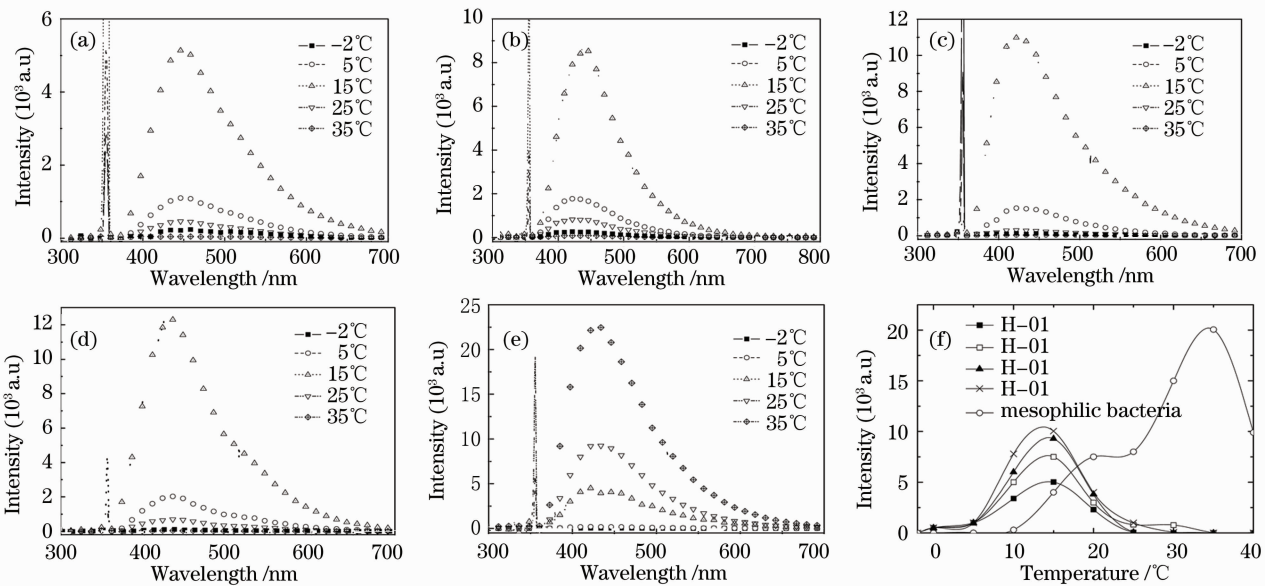 (a)
6
4
2
0
Intensity (10³ a.u)
−2℃
5℃
15℃
25℃
35℃
300 400 500 600 700
Wavelength /nm
(b)
10
8
6
4
2
0
Intensity (10³ a.u)
−2℃
5℃
15℃
25℃
35℃
300 400 500 600 700 800
Wavelength /nm
(c)
12
10
8
6
4
2
0
Intensity (10³ a.u)
−2℃
5℃
15℃
25℃
35℃
300 400 500 600 700
Wavelength /nm
(d)
12
10
8
6
4
2
0
Intensity (10³ a.u)
−2℃
5℃
15℃
25℃
35℃
300 400 500 600 700
Wavelength /nm
(e)
25
20
15
10
5
0
Intensity (10³ a.u)
−2℃
5℃
15℃
25℃
35℃
300 400 500 600 700
Wavelength /nm
(f)
20
15
10
5
0
Intensity (10³ a.u)
H−01
H−01
H−01
H−01
mesophilic bacteria
0 10 20 30 40
Temperature /℃